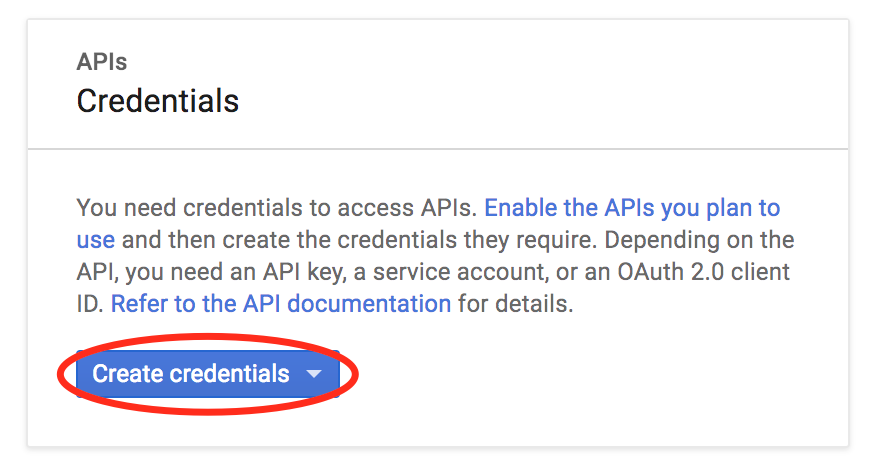 APIs
Credentials
You need credentials to access APIs. Enable the APIs you plan to
use and then create the credentials they require. Depending on the
API, you need an API key, a service account, or an OAuth 2.0 client
ID. Refer to the API documentation for details.
Create credentials